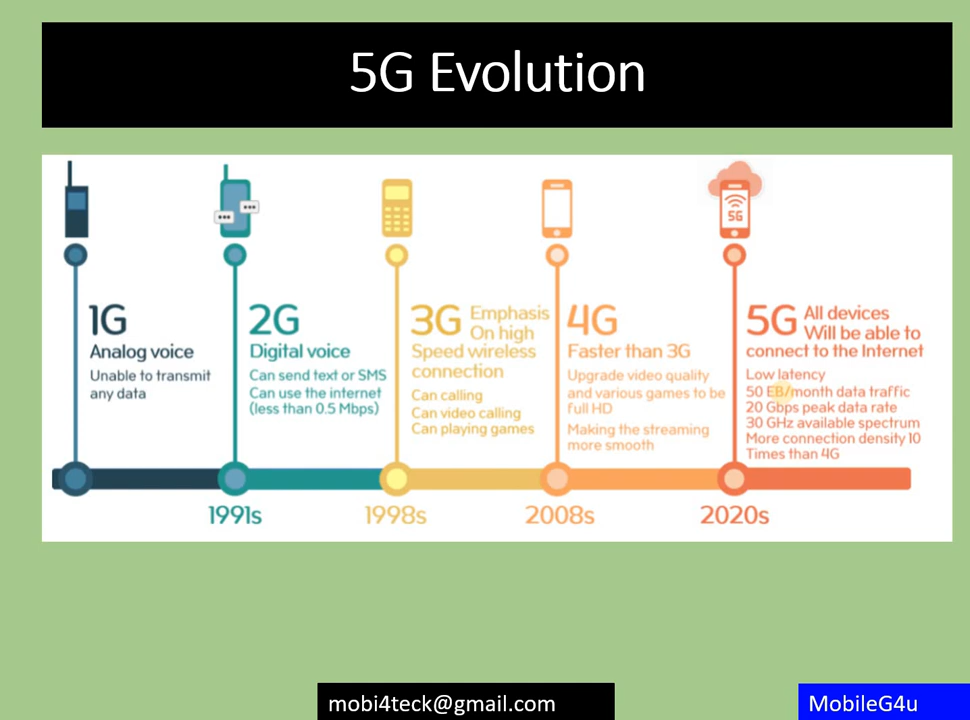 5G Evolution
5G
1G
Analog voice
Unable to transmit
any data
2G
Digital voice
Can send text or SMS
Can use the internet
(less than 0.5 Mbps)
3G Emphasis
On high
Speed wireless
connection
Can calling
Can video calling
Can playing games
4G
Faster than 3G
Upgrade video quality
and various games to be
full HD
Making the streaming
more smooth
5G All devices
Will be able to
connect to the Internet
Low latency
50 EB/month data traffic
20 Gbps peak data rate
30 GHz available spectrum
More connection density 10
Times than 4G
1991s
1998s
2008s
2020s
mobi4teck@gmail.com
MobileG4u